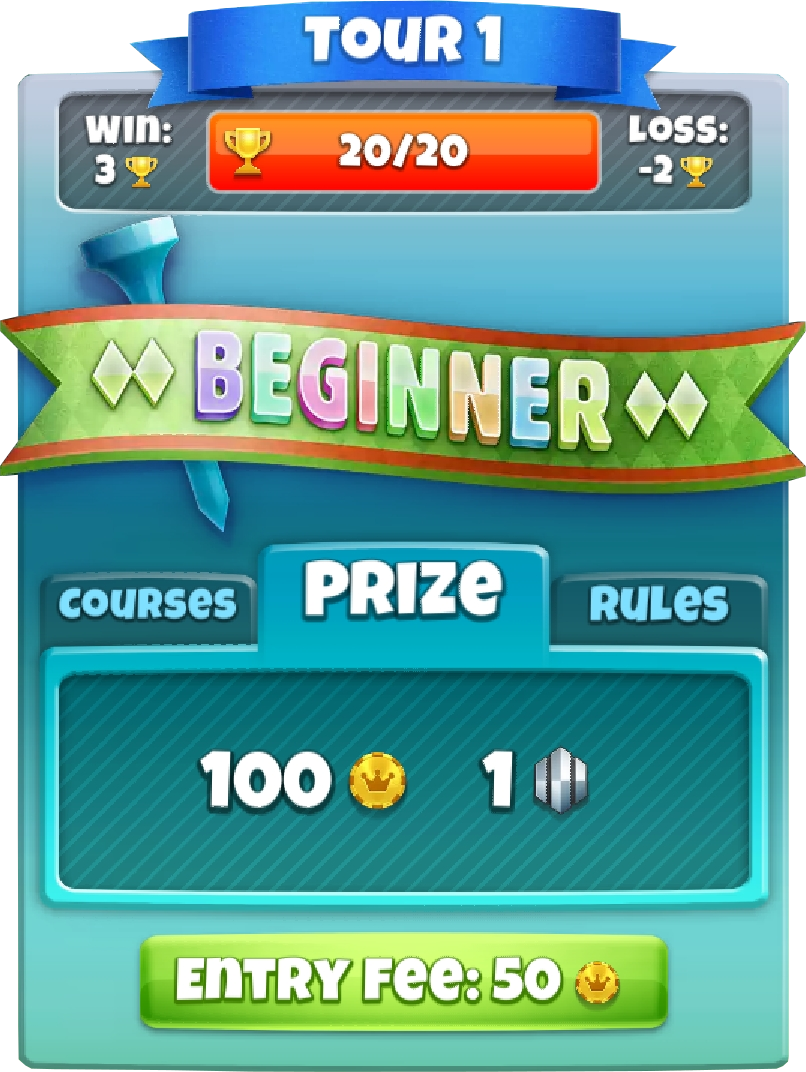 TOUR 1
WIN:
3
20/20
LOSS:
-2
BEGINNER
COURSES
PRIZE
RULES
100
1
ENTRY FEE: 50